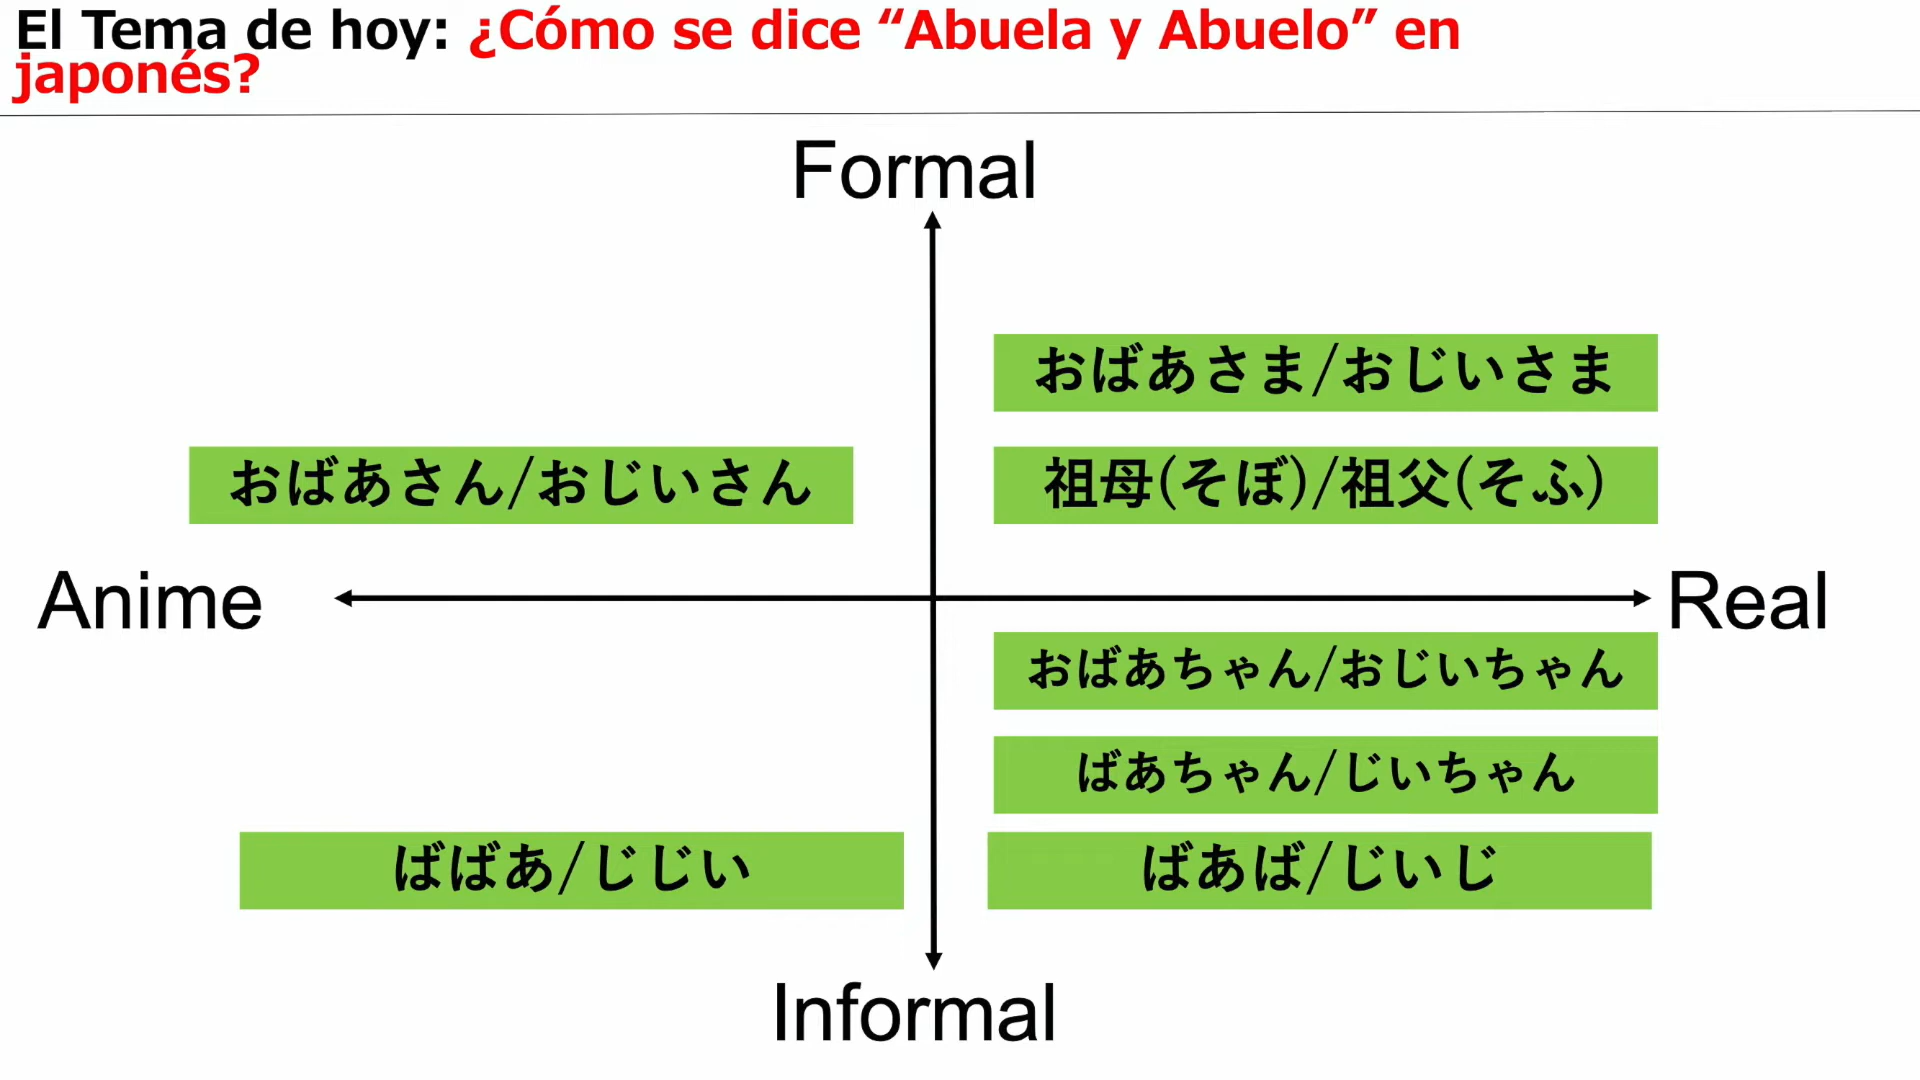 El Tema de hoy: ¿Cómo se dice “Abuela y Abuelo” en
japonés?
Formal
おばあさま/おじいさま
おばあさん/おじいさん
祖母(そぼ)/祖父(そふ)
Anime
Real
おばあちゃん/おじいちゃん
ばあちゃん/じいちゃん
ばばあ/じじい
ばあば/じいじ
Informal